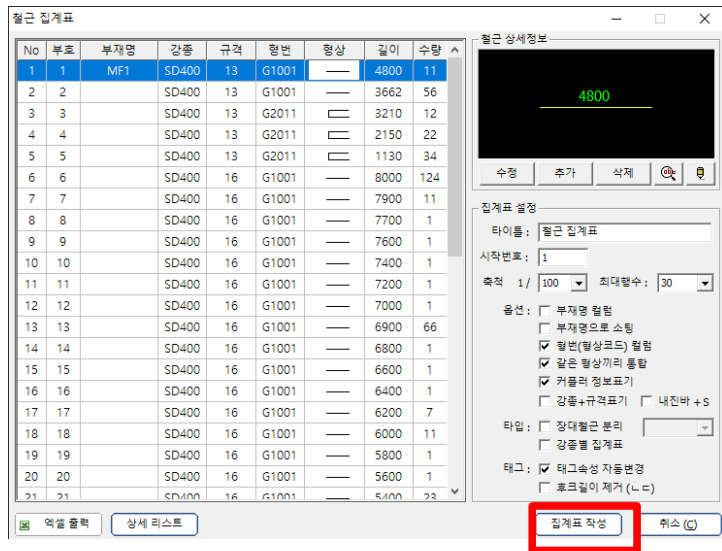 철근 집계표
No 부호 부재명 강종 규격 형번 형상 길이 수량
1 1 MF1 SD400 13 G1001 4800 11
2 2 SD400 13 G1001 3662 56
3 3 SD400 13 G2011 3210 12
4 4 SD400 13 G2011 2150 22
5 5 SD400 13 G2011 1130 34
6 6 SD400 16 G1001 8000 124
7 7 SD400 16 G1001 7900 11
8 8 SD400 16 G1001 7700 1
9 9 SD400 16 G1001 7600 1
10 10 SD400 16 G1001 7400 1
11 11 SD400 16 G1001 7200 1
12 12 SD400 16 G1001 7000 1
13 13 SD400 16 G1001 6900 66
14 14 SD400 16 G1001 6800 1
15 15 SD400 16 G1001 6600 1
16 16 SD400 16 G1001 6400 1
17 17 SD400 16 G1001 6200 7
18 18 SD400 16 G1001 6000 11
19 19 SD400 16 G1001 5800 1
20 20 SD400 16 G1001 5600 1
21 21 SD400 16 G1001 5400 23
엑셀 출력 상세 리스트
철근 상세정보
4800
수정 추가 삭제
집계표 설정
타이틀 : 철근 집계표
시작번호 : 1
축척 1/ 100 최대행수 : 30
옵션 : 부재명 컬럼
부재명으로 소팅
형번(형상코드) 컬럼
같은 형상끼리 통합
커플러 정보표기
강종+규격표기 내진바 +S
타입 : 장대철근 분리
강종별 집계표
태그 : 태그속성 자동변경
후크길이 제거 (ㄴㄷ)
집계표 작성 취소 (C)